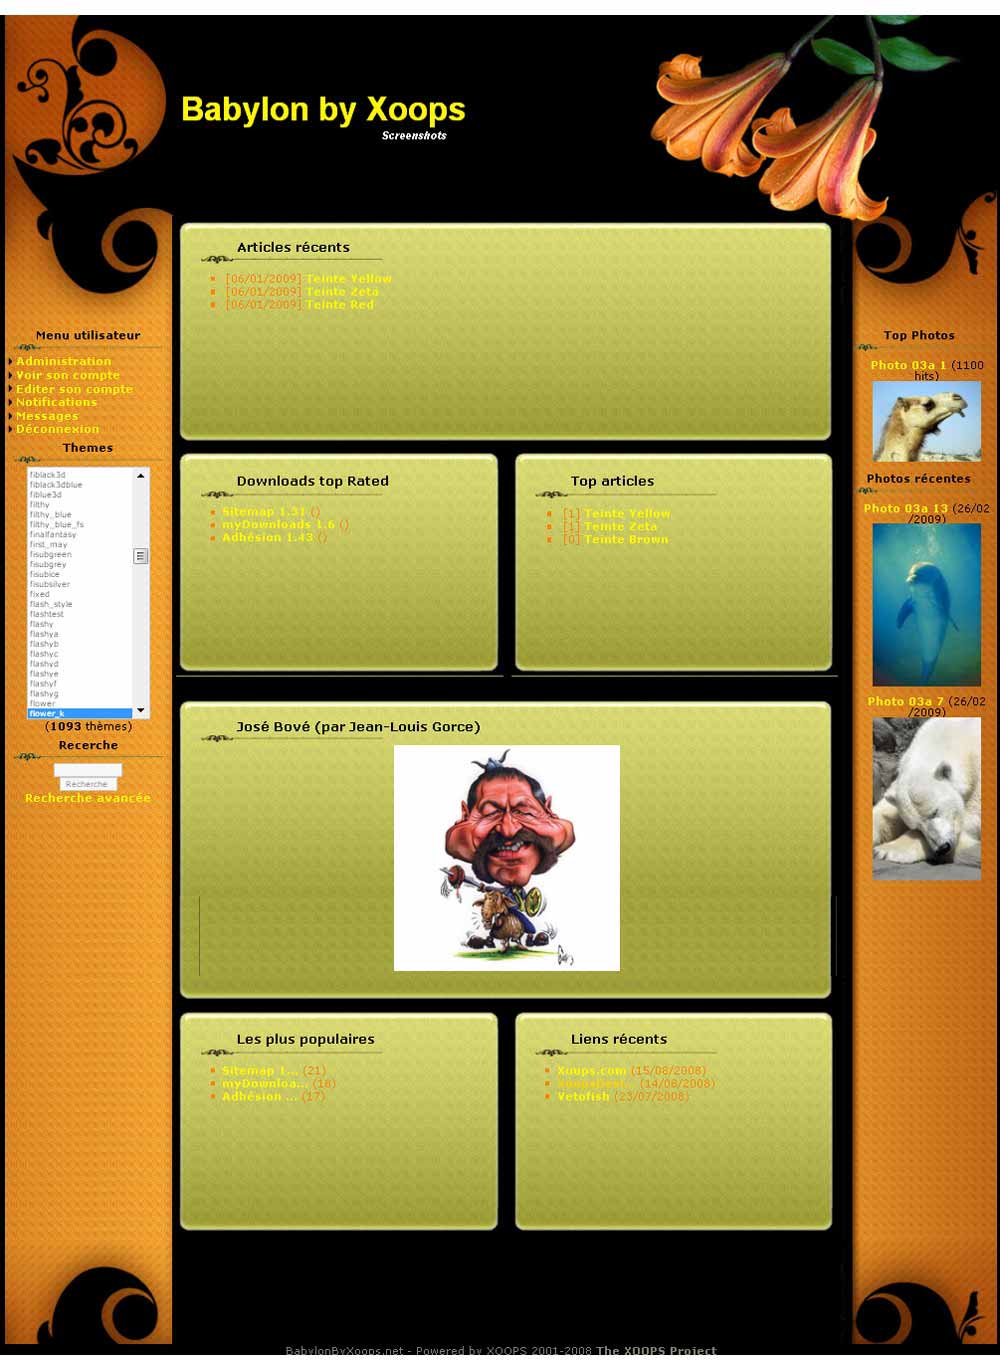 Babylon by Xoops
Screenshots
Menu utilisateur
Administration
Voir son compte
Editer son compte
Notifications
Messages
Déconnexion
Themes
fiblack3d
fiblack3dblue
fiblue3d
filthy
filthy_blue
filthy_blue_fs
finalfantasy
first_may
fisubgreen
fisubgrey
fisubice
fisubsilver
fixed
flash_style
flashtest
flashy
flashya
flashyb
flashyc
flashyd
flashye
flashyf
flashyg
flower
flower_k
(1093 thèmes)
Recerche
Recherche
Recherche avancée
Articles récents
[06/01/2009] Teinte Yellow
[06/01/2009] Teinte Zeta
[06/01/2009] Teinte Red
Downloads top Rated
Sitemap 1.31 ()
myDownloads 1.6 ()
Adhésion 1.43 ()
Top articles
[1] Teinte Yellow
[1] Teinte Zeta
[0] Teinte Brown
José Bové (par Jean-Louis Gorce)
Les plus populaires
Sitemap 1... (21)
myDownloa... (18)
Adhésion ... (17)
Liens récents
Xoops.com (15/08/2008)
(14/08/2008)
Vetofish (23/07/2008)
Top Photos
Photo 03a 1 (1100
hits)
Photos récentes
Photo 03a 13 (26/02
/2009)
Photo 03a 7 (26/02
/2009)
BabylonByXoops.net - Powered by XOOPS 2001-2008 The XOOPS Project